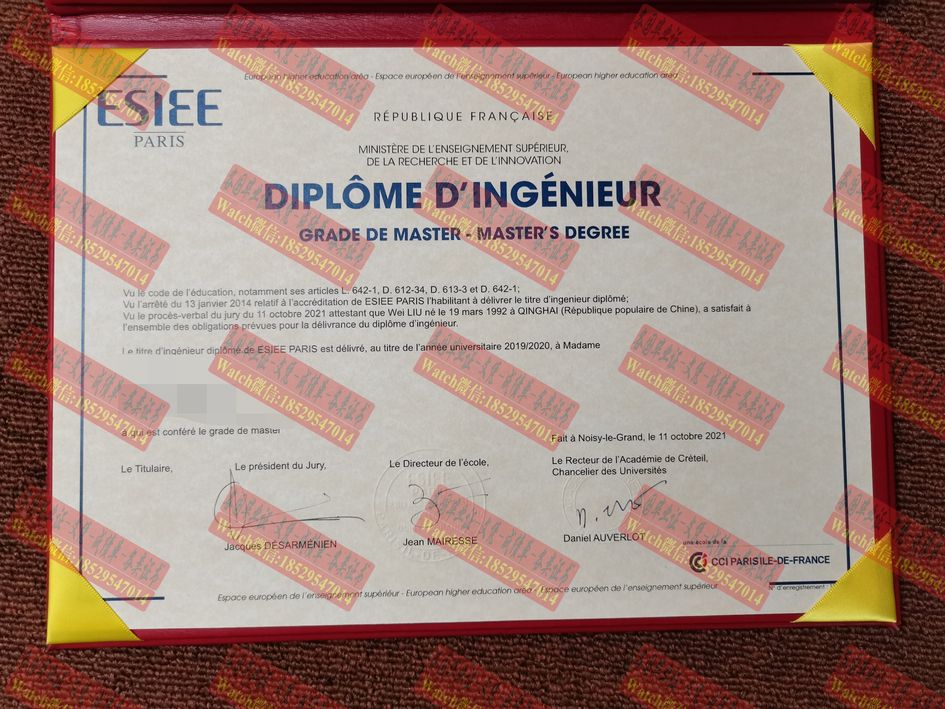 European higher education area - Espace européen de l'enseignement supérieur - European higher education area
ESIEE
PARIS
RÉPUBLIQUE FRANÇAISE
MINISTÈRE DE L'ENSEIGNEMENT SUPÉRIEUR,
DE LA RECHERCHE ET DE L'INNOVATION
DIPLÔME D'INGÉNIEUR
GRADE DE MASTER - MASTER'S DEGREE
Vu le code de l'éducation, notamment ses articles L. 642-1, D. 612-34, D. 613-3 et D. 642-1;
Vu l'arrêté du 13 janvier 2014 relatif à l'accréditation de ESIEE PARIS l'habilitant à délivrer le titre d'ingenieur diplômé;
Vu le procès-verbal du jury du 11 octobre 2021 attestant que Wei LIU né le 19 mars 1992 à QINGHAI (République populaire de Chine), a satisfait à
l'ensemble des obligations prévues pour la délivrance du diplôme d'ingénieur.
Le titre d'ingénieur diplômé de ESIEE PARIS est délivré, au titre de l'année universitaire 2019/2020, à Madame
à qui est conféré le grade de master
Fait à Noisy-le-Grand, le 11 octobre 2021
Le Titulaire,
Le président du Jury,
Le Directeur de l'école,
Le Recteur de l'Académie de Crèteil,
Chancelier des Universités
Jacques DÉSARMÉNIEN
Jean MAIRESSE
Daniel AUVERLOT
une école de la
CCI PARIS ILE-DE-FRANCE
Espace européen de l'enseignement supérieur - European higher education area - Espace européen de l'enseignement supérieur
N° d'enregistrement :
Watch微信:18529547014